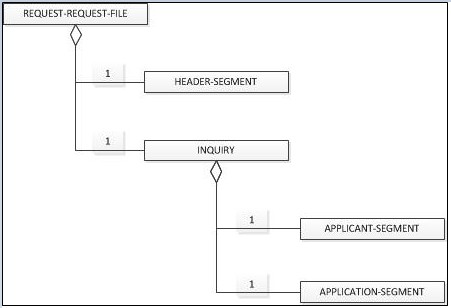 REQUEST-REQUEST-FILE
1
HEADER-SEGMENT
1
INQUIRY
1
APPLICANT-SEGMENT
1
APPLICATION-SEGMENT